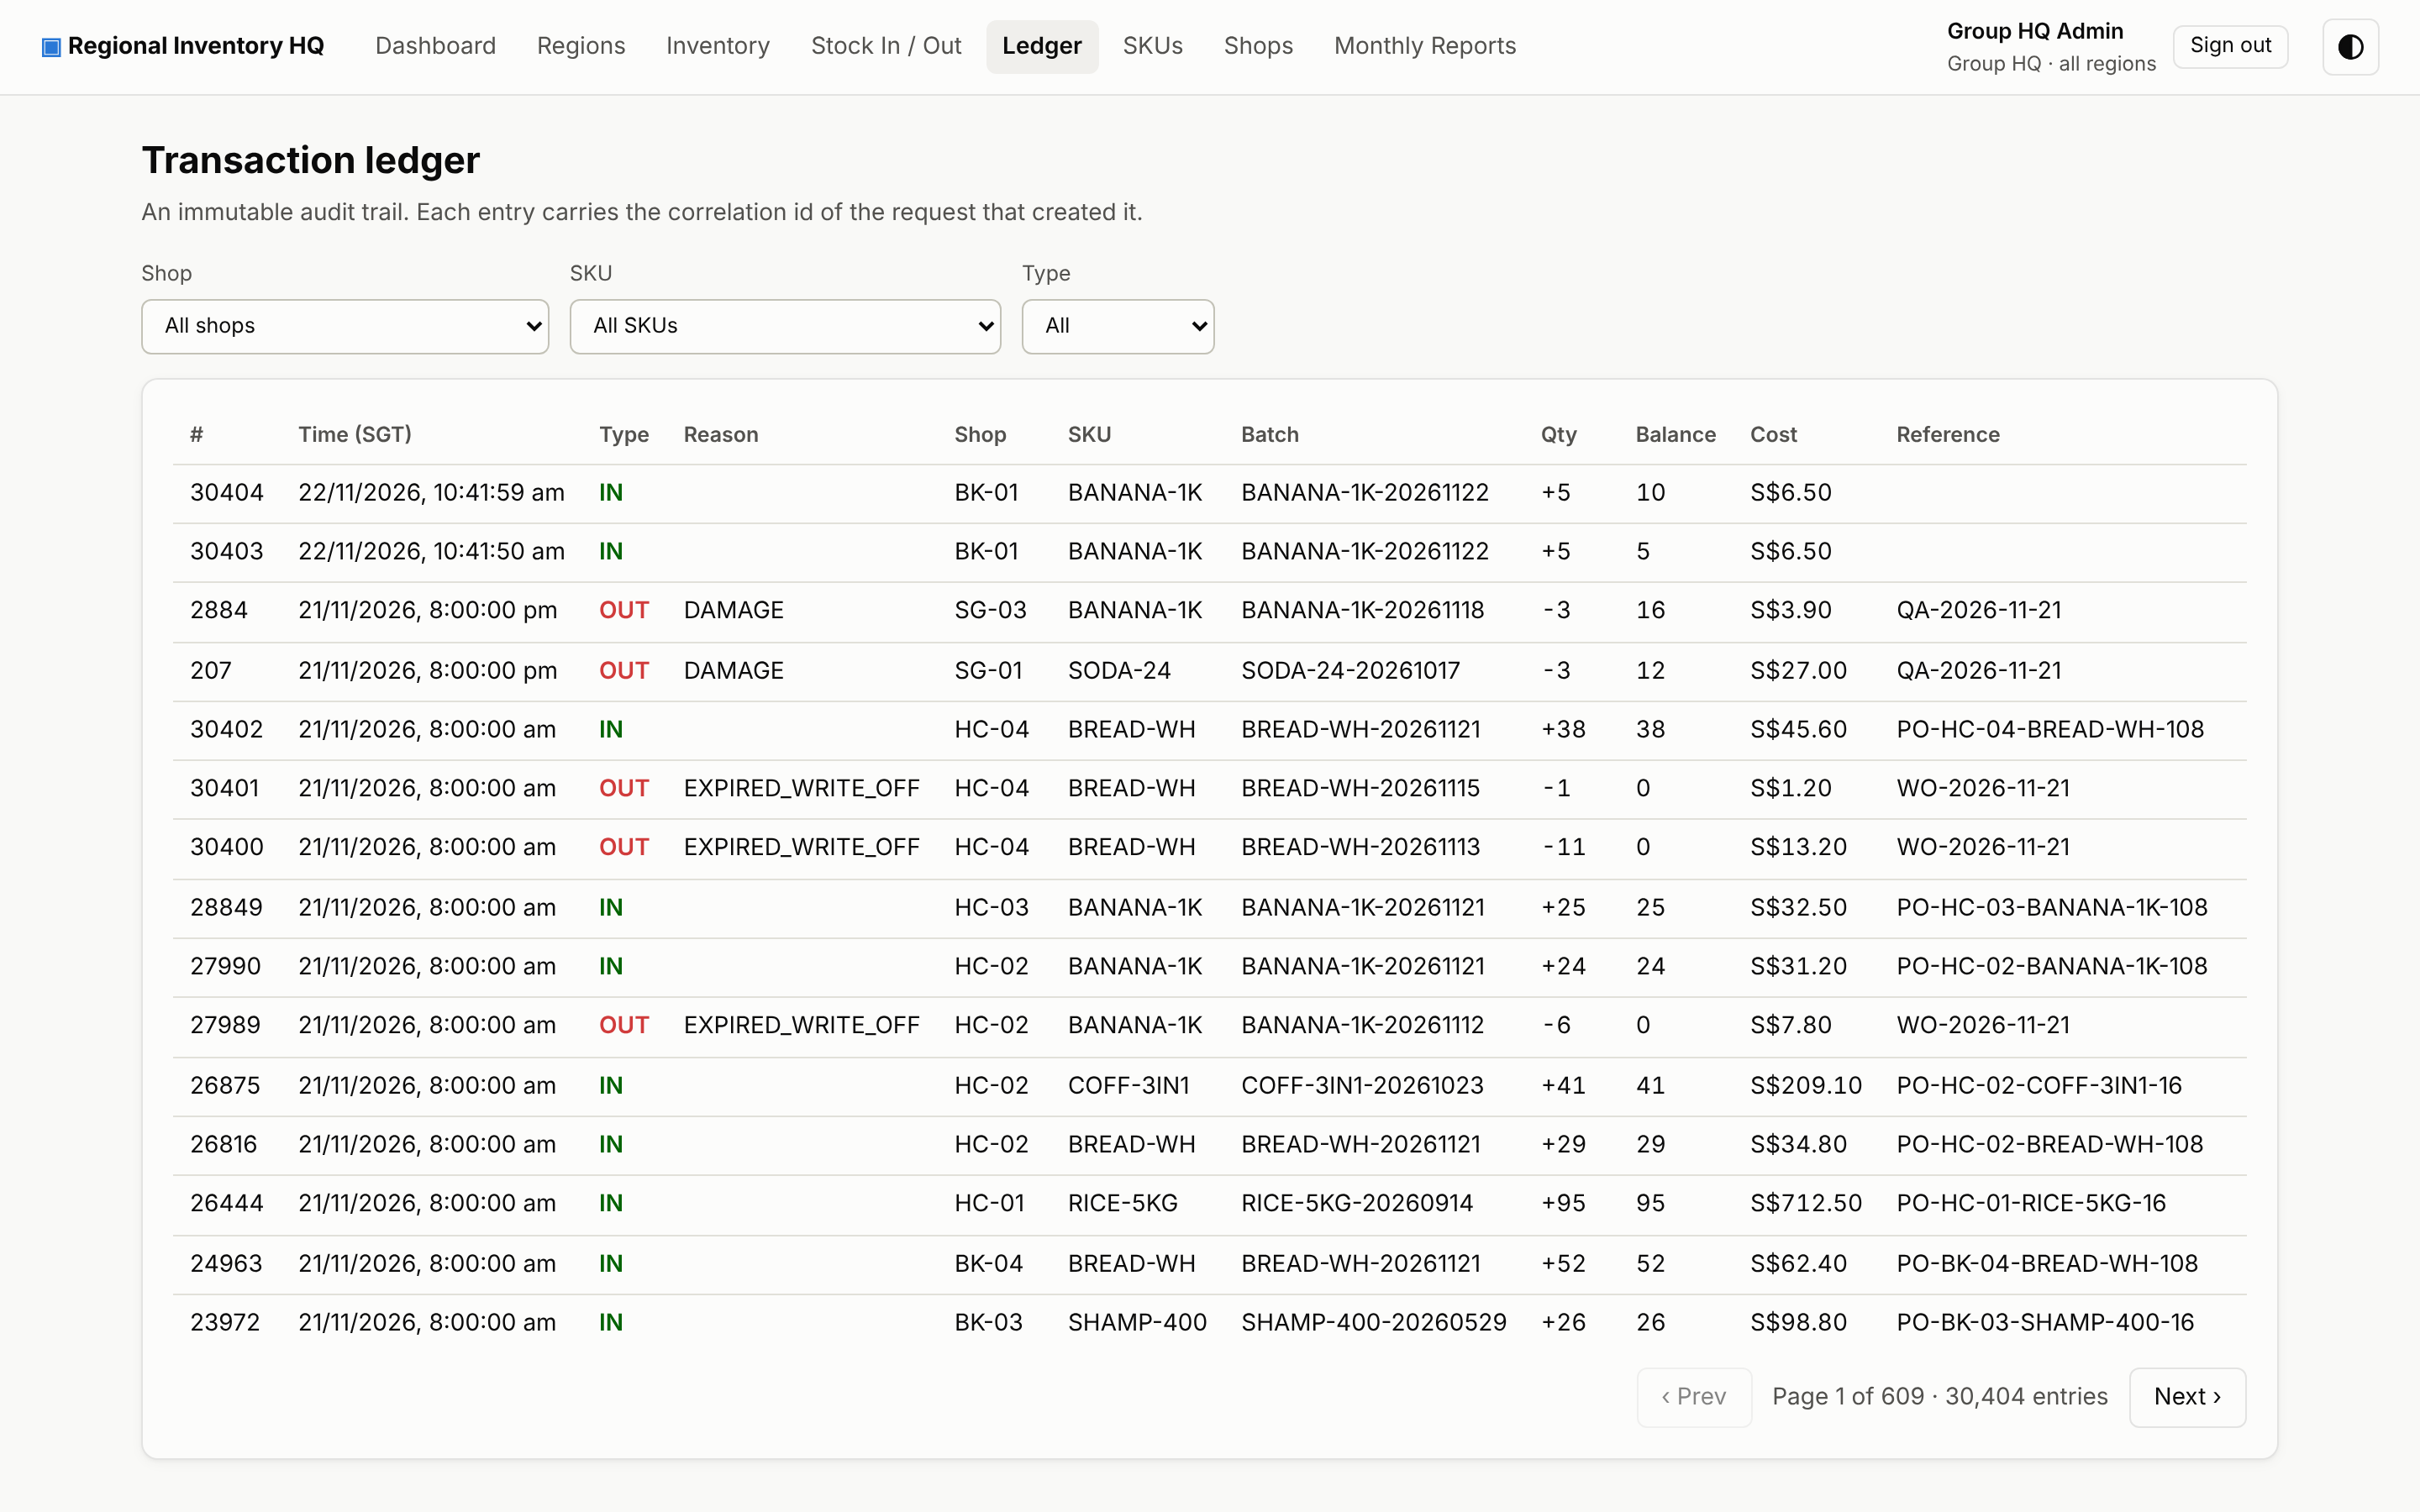 Regional Inventory HQ Dashboard Regions Inventory Stock In / Out Ledger SKUs Shops Monthly Reports Group HQ Admin Sign out
Group HQ · all regions
Transaction ledger
An immutable audit trail. Each entry carries the correlation id of the request that created it.
Shop SKU Type
All shops All SKUs All
# Time (SGT) Type Reason Shop SKU Batch Qty Balance Cost Reference
30404 22/11/2026, 10:41:59 am IN BK-01 BANANA-1K BANANA-1K-20261122 +5 10 S$6.50
30403 22/11/2026, 10:41:50 am IN BK-01 BANANA-1K BANANA-1K-20261122 +5 5 S$6.50
2884 21/11/2026, 8:00:00 pm OUT DAMAGE SG-03 BANANA-1K BANANA-1K-20261118 -3 16 S$3.90 QA-2026-11-21
207 21/11/2026, 8:00:00 pm OUT DAMAGE SG-01 SODA-24 SODA-24-20261017 -3 12 S$27.00 QA-2026-11-21
30402 21/11/2026, 8:00:00 am IN HC-04 BREAD-WH BREAD-WH-20261121 +38 38 S$45.60 PO-HC-04-BREAD-WH-108
30401 21/11/2026, 8:00:00 am OUT EXPIRED_WRITE_OFF HC-04 BREAD-WH BREAD-WH-20261115 -1 0 S$1.20 WO-2026-11-21
30400 21/11/2026, 8:00:00 am OUT EXPIRED_WRITE_OFF HC-04 BREAD-WH BREAD-WH-20261113 -11 0 S$13.20 WO-2026-11-21
28849 21/11/2026, 8:00:00 am IN HC-03 BANANA-1K BANANA-1K-20261121 +25 25 S$32.50 PO-HC-03-BANANA-1K-108
27990 21/11/2026, 8:00:00 am IN HC-02 BANANA-1K BANANA-1K-20261121 +24 24 S$31.20 PO-HC-02-BANANA-1K-108
27989 21/11/2026, 8:00:00 am OUT EXPIRED_WRITE_OFF HC-02 BANANA-1K BANANA-1K-20261112 -6 0 S$7.80 WO-2026-11-21
26875 21/11/2026, 8:00:00 am IN HC-02 COFF-3IN1 COFF-3IN1-20261023 +41 41 S$209.10 PO-HC-02-COFF-3IN1-16
26816 21/11/2026, 8:00:00 am IN HC-02 BREAD-WH BREAD-WH-20261121 +29 29 S$34.80 PO-HC-02-BREAD-WH-108
26444 21/11/2026, 8:00:00 am IN HC-01 RICE-5KG RICE-5KG-20260914 +95 95 S$712.50 PO-HC-01-RICE-5KG-16
24963 21/11/2026, 8:00:00 am IN BK-04 BREAD-WH BREAD-WH-20261121 +52 52 S$62.40 PO-BK-04-BREAD-WH-108
23972 21/11/2026, 8:00:00 am IN BK-03 SHAMP-400 SHAMP-400-20260529 +26 26 S$98.80 PO-BK-03-SHAMP-400-16
‹ Prev Page 1 of 609 · 30,404 entries Next ›